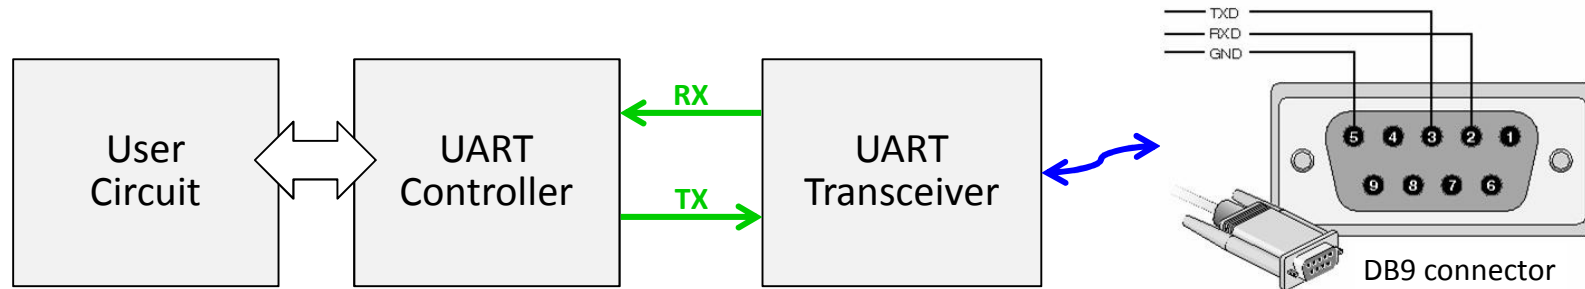 User
Circuit
UART
Controller
RX
TX
UART
Transceiver
TXD
RXD
GND
5 4 3 2 1
9 8 7 6
DB9 connector